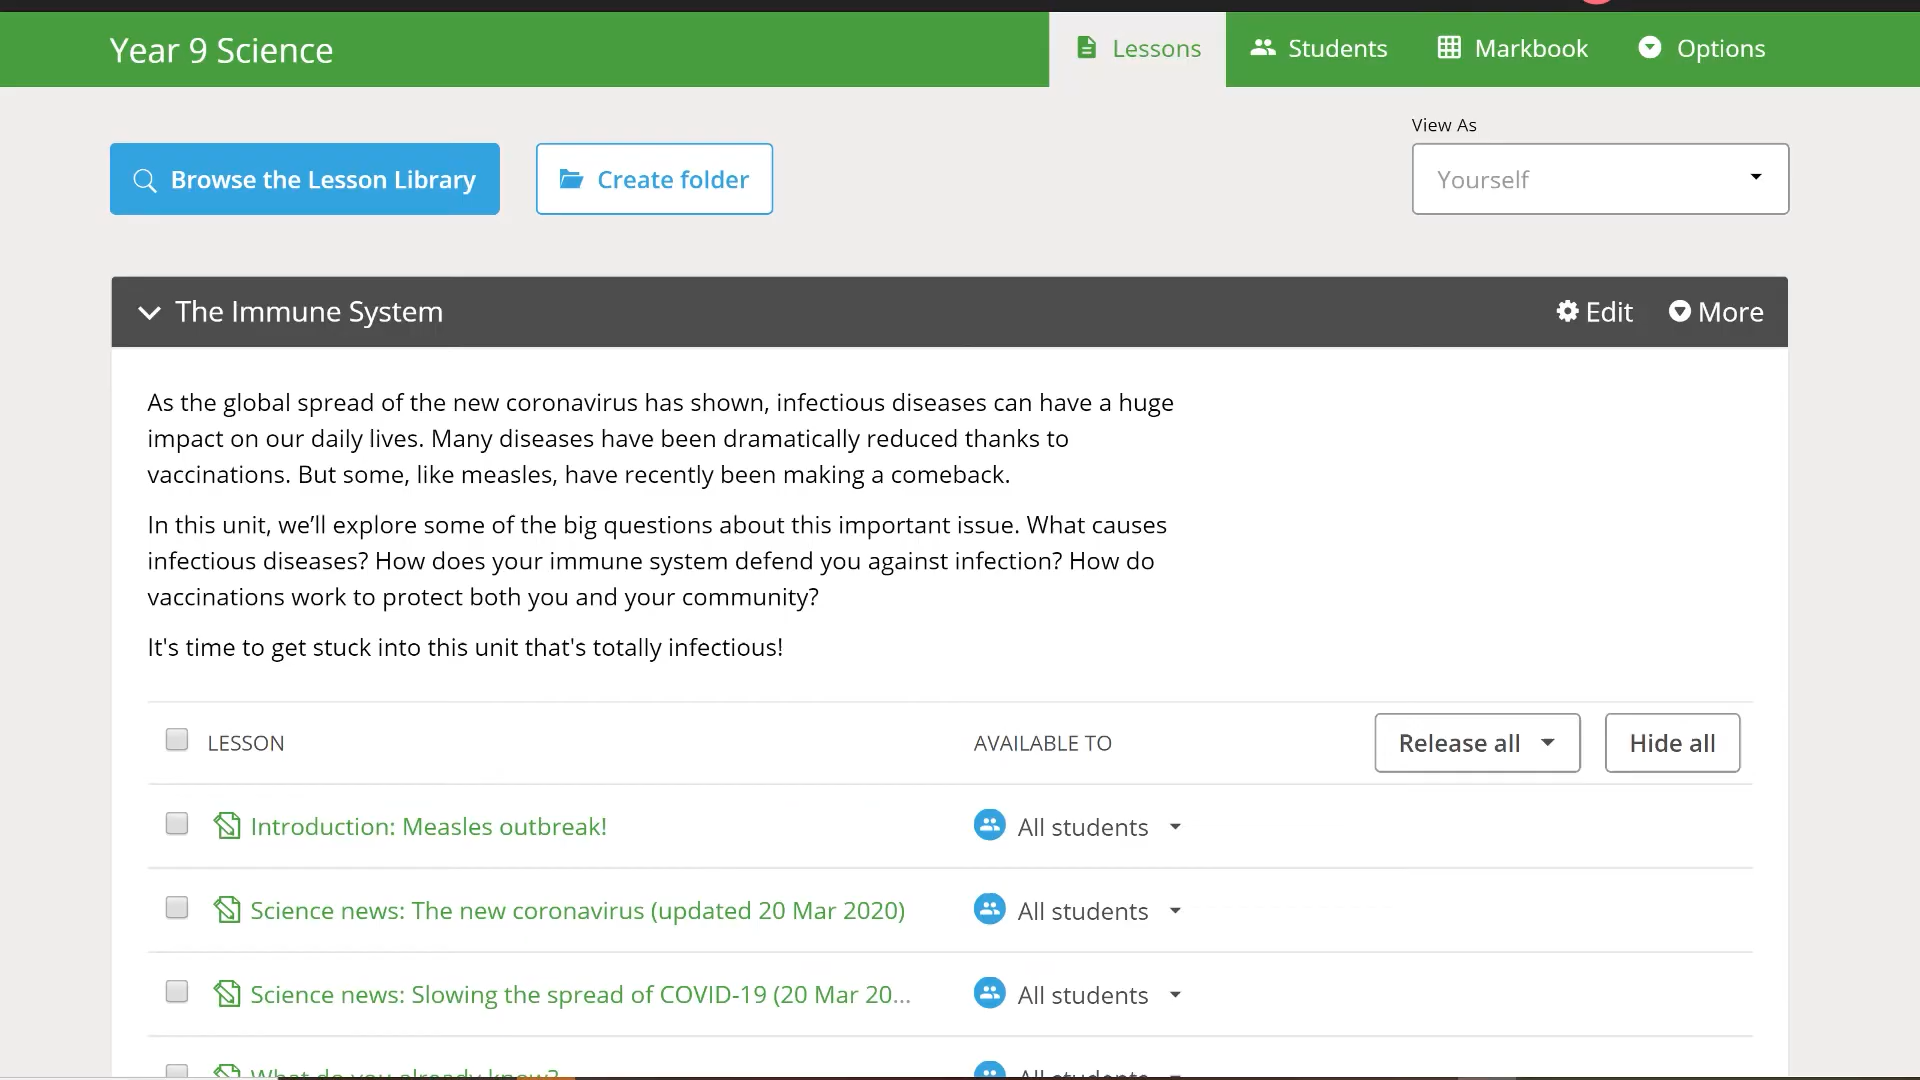 Year 9 Science
Lessons
Students
Markbook
Options
View As
Browse the Lesson Library
Create folder
Yourself
The Immune System
Edit
More
As the global spread of the new coronavirus has shown, infectious diseases can have a huge
impact on our daily lives. Many diseases have been dramatically reduced thanks to
vaccinations. But some, like measles, have recently been making a comeback.
In this unit, we’ll explore some of the big questions about this important issue. What causes
infectious diseases? How does your immune system defend you against infection? How do
vaccinations work to protect both you and your community?
It's time to get stuck into this unit that's totally infectious!
LESSON
AVAILABLE TO
Release all
Hide all
Introduction: Measles outbreak!
All students
Science news: The new coronavirus (updated 20 Mar 2020)
All students
Science news: Slowing the spread of COVID-19 (20 Mar 20...
All students
What do you already know?
All students